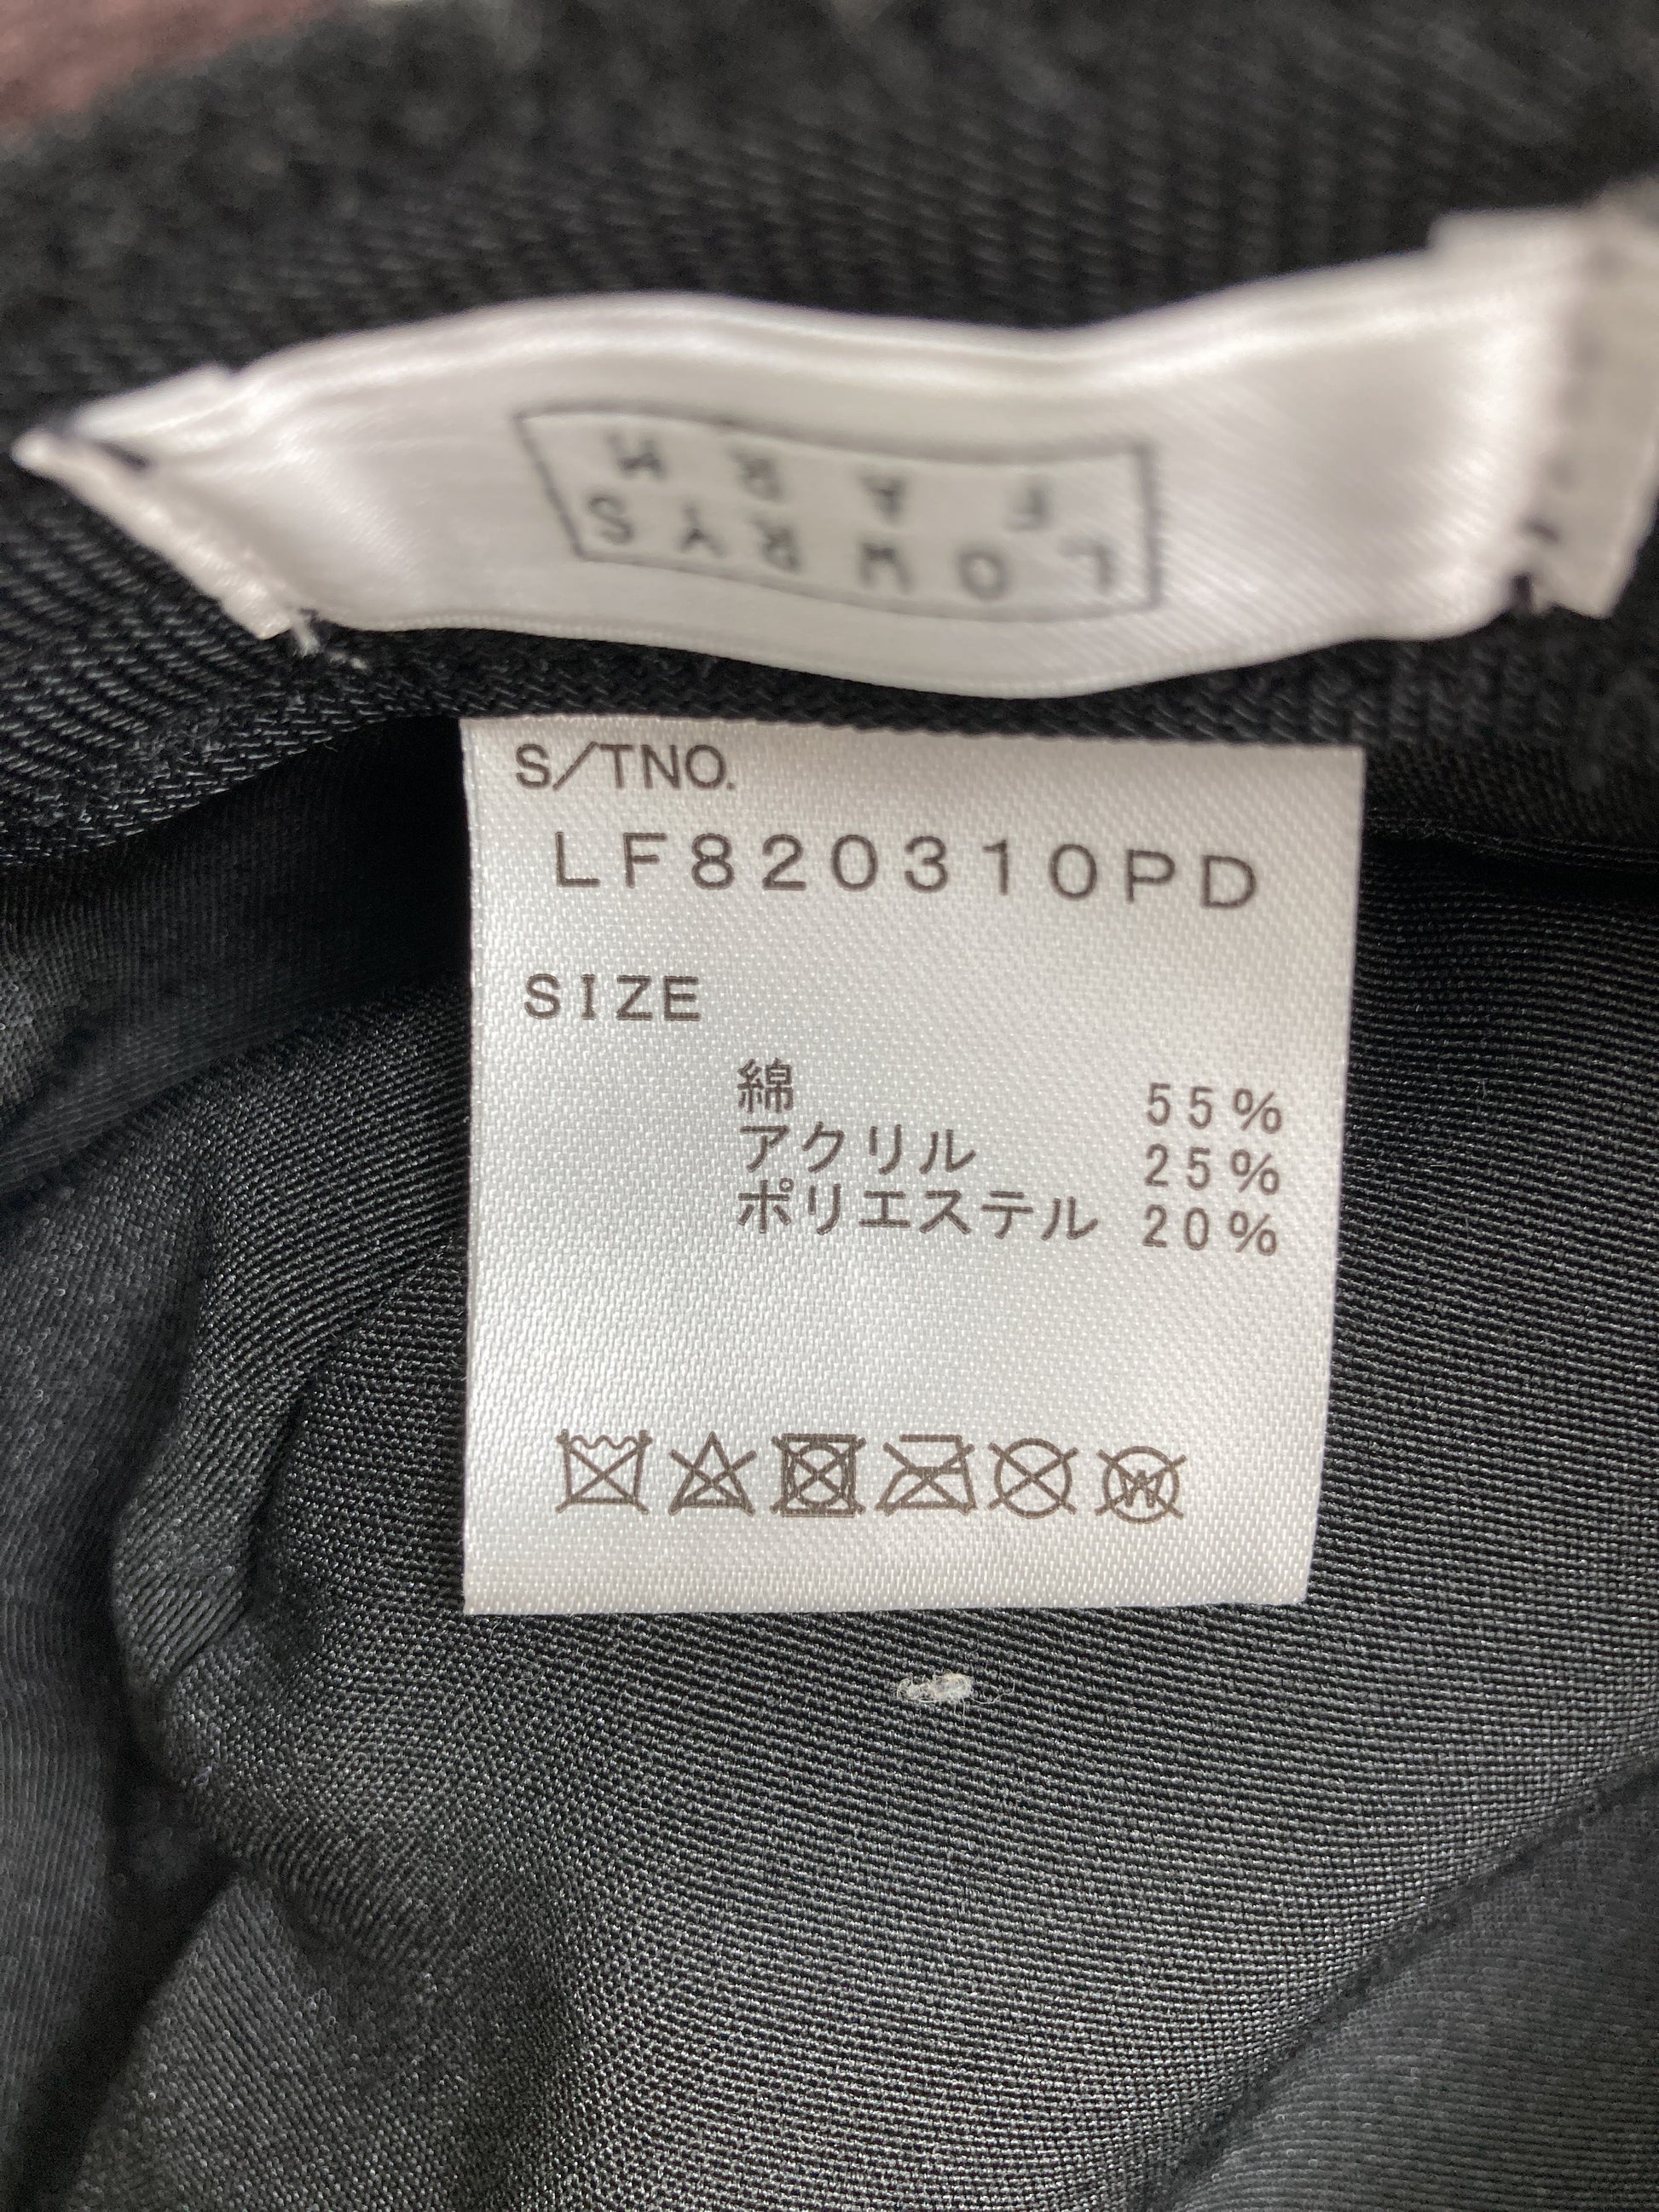 LOWRYS
FARM
S/TNO.
LF820310PD
SIZE
綿 55%
アクリル 25%
ポリエステル 20%
W